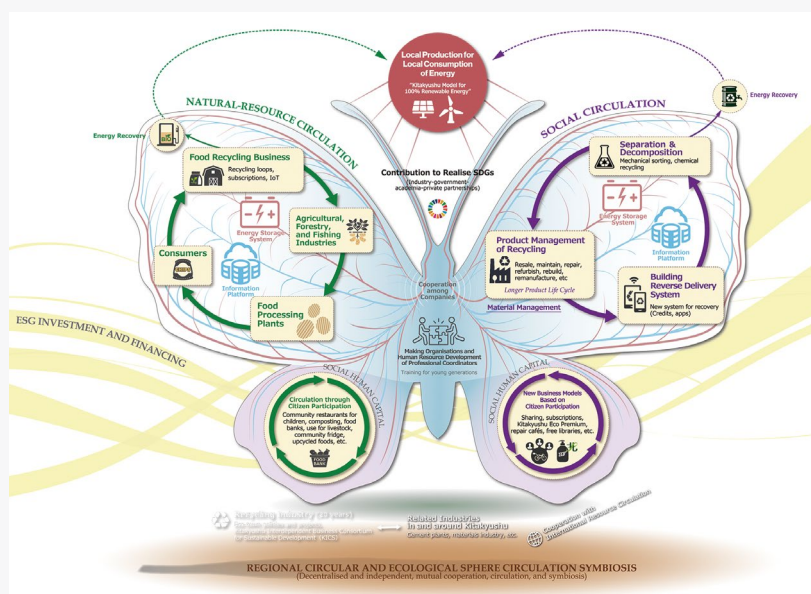 Local Production for
Local Consumption
of Energy
"Kitakyushu Model for
100% Renewable Energy"
NATURAL-RESOURCE CIRCULATION
SOCIAL CIRCULATION
Energy Recovery
Energy Recovery
Food Recycling Business
Recycling loops,
subscriptions, IoT
Agricultural,
Forestry,
and Fishing
Industries
Energy Storage
System
Information
Platform
Consumers
Food
Processing
Plants
Contribution to Realise SDGs
(Industry-government-
academia-private partnerships)
Separation &
Decomposition
Mechanical sorting, chemical
recycling
Energy Storage
System
Information
Platform
Product Management
of Recycling
Resale, maintain, repair,
refurbish, rebuild,
remanufacture, etc
Longer Product Life Cycle
Material Management
Building
Reverse Delivery
System
New system for recovery
(Credits, apps)
Cooperation
among
Companies
Making Organisations and
Human Resource Development
of Professional Coordinators
Training for young generations
ESG INVESTMENT AND FINANCING
SOCIAL HUMAN CAPITAL
Circulation through
Citizen Participation
Community restaurants for
children, composting, food
banks, use for livestock,
community fridge,
upcycled foods, etc.
FOOD
BANK
SOCIAL HUMAN CAPITAL
New Business Models
Based on
Citizen Participation
Sharing, subscriptions,
Kitakyushu Eco Premium,
repair cafés, free libraries, etc.
Recycling Industry
Related Industries
in and around Kitakyushu
Cement plants, materials industry, etc.
Cooperation with
International Resource Circulation
REGIONAL CIRCULAR AND ECOLOGICAL SPHERE CIRCULATION SYMBIOSIS
(Decentralised and independent, mutual cooperation, circulation, and symbiosis)